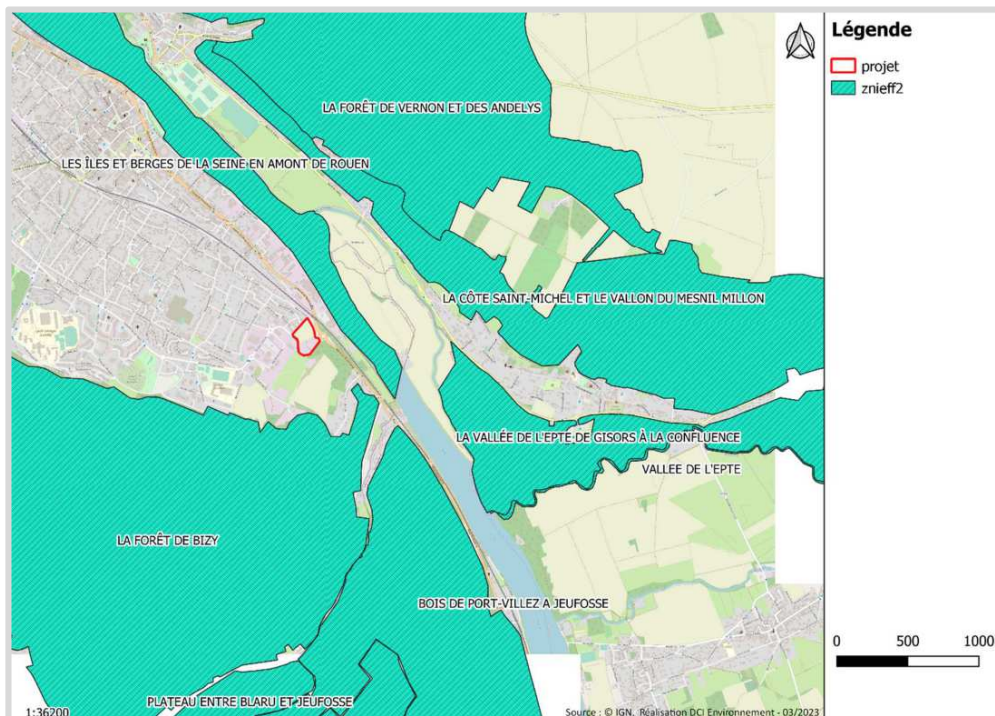 Légende
projet
znieff2
LA FORÊT DE VERNON ET DES ANDELYS
LES ÎLES ET BERGES DE LA SEINE EN AMONT DE ROUEN
LA CÔTE SAINT-MICHEL ET LE VALLON DU MESNIL MILLON
LA VALLÉE DE L'EPTE DE GISORS À LA CONFLUENCE
VALLEE DE L'EPTE
LA FORÊT DE BIZY
BOIS DE PORT-VILLEZ A JEUFOSSE
PLATEAU ENTRE BLARU ET JEUFOSSE
0 500 1000
1:36200
Source : © IGN. Réalisation DCI Environnement - 03/2023